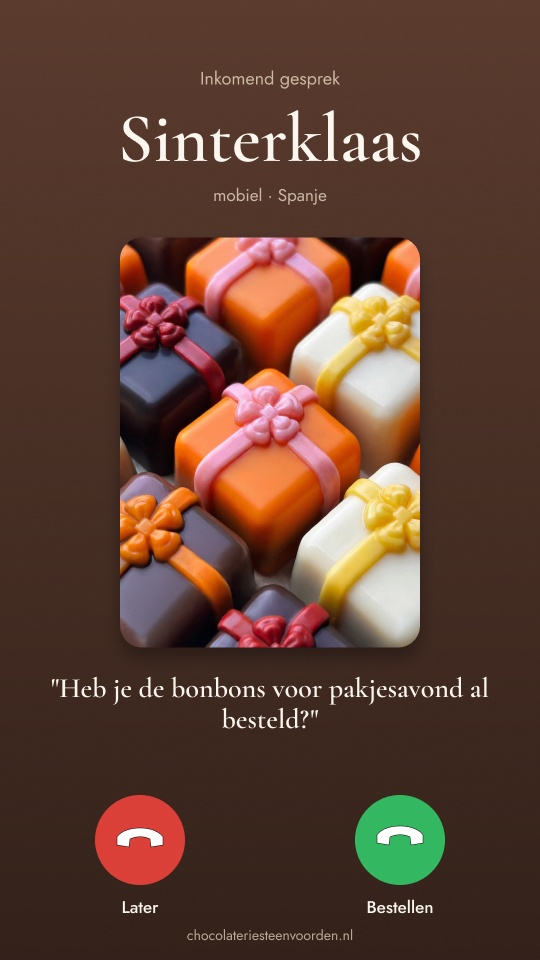 Inkomend gesprek
Sinterklaas
mobiel · Spanje
"Heb je de bonbons voor pakjesavond al
besteld?"
Later
Bestellen
chocolateriesteenvoorden.nl